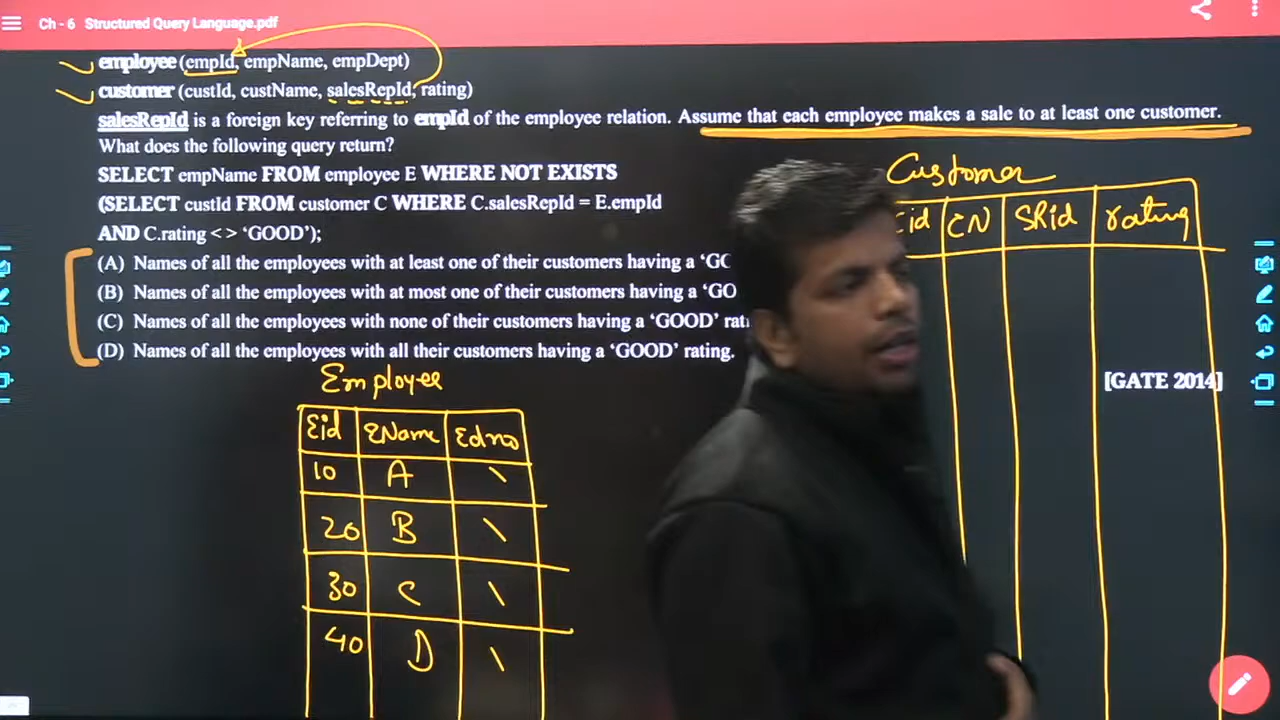 Ch - 6 Structured Query Language.pdf
employee (empId, empName, empDept)
customer (custId, custName, salesRepId, rating)
salesRepId is a foreign key referring to empId of the employee relation. Assume that each employee makes a sale to at least one customer.
What does the following query return?
SELECT empName FROM employee E WHERE NOT EXISTS
(SELECT custId FROM customer C WHERE C.salesRepId = E.empId
AND C.rating < > ‘GOOD’);
(A) Names of all the employees with at least one of their customers having a ‘GO
(B) Names of all the employees with at most one of their customers having a ‘GO
(C) Names of all the employees with none of their customers having a ‘GOOD’ rat
(D) Names of all the employees with all their customers having a ‘GOOD’ rating.
[GATE 2014]
Customer
id CN SRid rating
Employee
Eid EName Edno
10 A \
20 B \
30 C \
40 D \